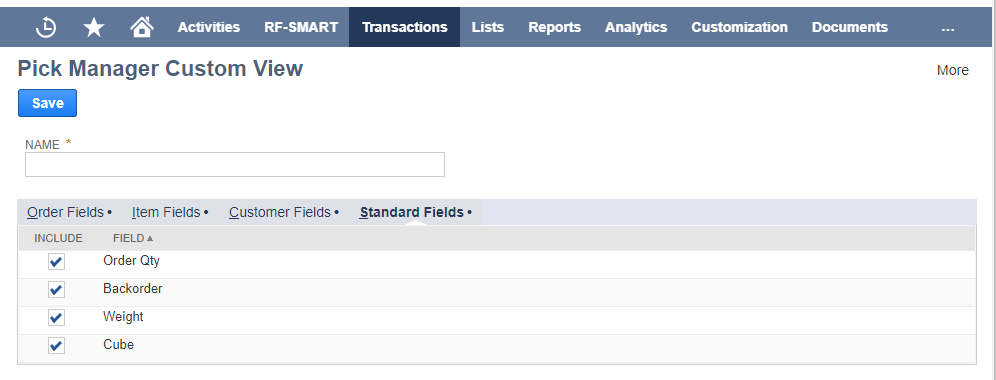 Activities RF-SMART Transactions Lists Reports Analytics Customization Documents ...
Pick Manager Custom View
More
Save
NAME *
Order Fields • Item Fields • Customer Fields • Standard Fields •
INCLUDE FIELD ▲
Order Qty
Backorder
Weight
Cube